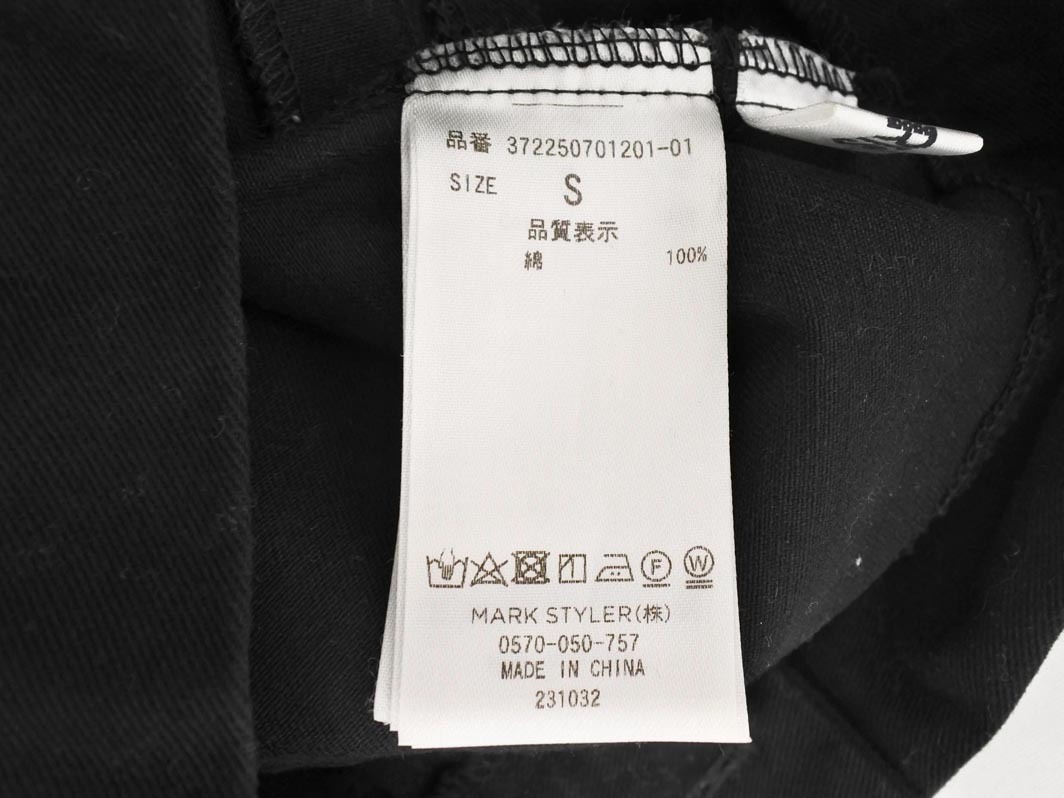 品番 372250701201-01
SIZE S
品質表示
綿 100%
F W
MARK STYLER(株)
0570-050-757
MADE IN CHINA
231032